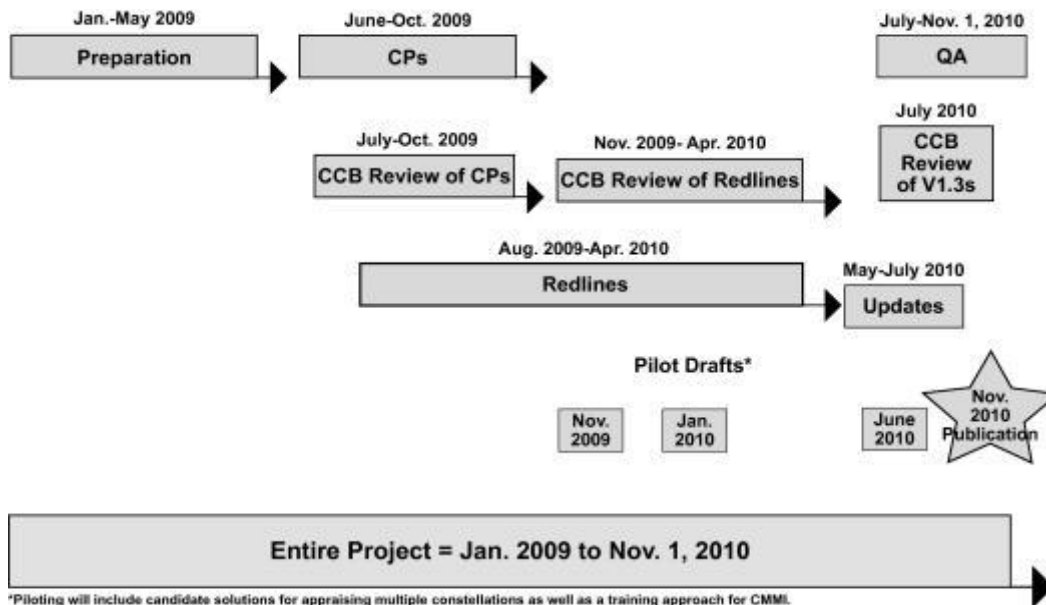 Jan.-May 2009
June-Oct. 2009
July-Nov. 1, 2010
Preparation
CPs
QA
July 2010
July-Oct. 2009
Nov. 2009- Apr. 2010
CCB
Review
of V1.3s
CCB Review of CPs
CCB Review of Redlines
Aug. 2009-Apr. 2010
May-July 2010
Redlines
Updates
Pilot Drafts*
Nov.
2009
Jan.
2010
June
2010
Nov.
2010
Publication
Entire Project = Jan. 2009 to Nov. 1, 2010
*Piloting will include candidate solutions for appraising multiple constellations as well as a training approach for CMMI.